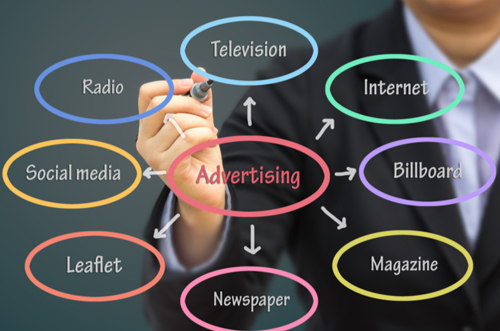 Television
Radio
Internet
Social media
Advertising
Billboard
Leaflet
Magazine
Newspaper